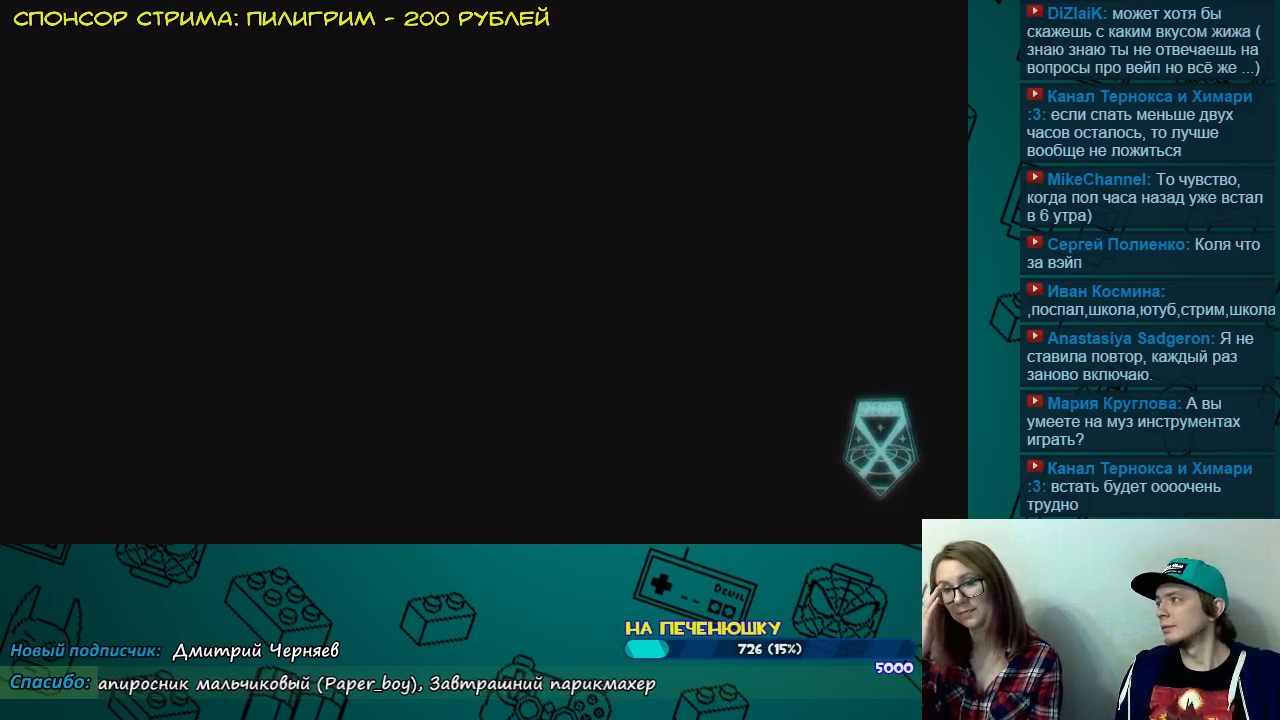 СПОНСОР СТРИМА: ПИЛИГРИМ - 200 РУБЛЕЙ
DiZlaiK: может хотя бы
скажешь с каким вкусом жижа (
знаю знаю ты не отвечаешь на
вопросы про вейп но всё же ...)
Канал Тернокса и Химари
:3: если спать меньше двух
часов осталось, то лучше
вообще не ложиться
MikeChannel: То чувство,
когда пол часа назад уже встал
в 6 утра)
Сергей Полиенко: Коля что
за вэйп
Иван Космина:
,поспал,школа,ютуб,стрим,школа
Anastasiya Sadgeron: Я не
ставила повтор, каждый раз
заново включаю.
Мария Круглова: А вы
умеете на муз инструментах
играть?
Канал Тернокса и Химари
:3: встать будет оооочень
трудно
Devil
НА ПЕЧЕНЮШКУ
726 (15%)
5000
Новый подписчик: Дмитрий Черняев
Спасибо: апиросник мальчиковый (Paper_boy), Завтрашний парикмахер